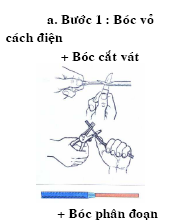 a. Bước 1 : Bóc vỏ
cách điện
+ Bóc cắt vát
+ Bóc phân đoạn